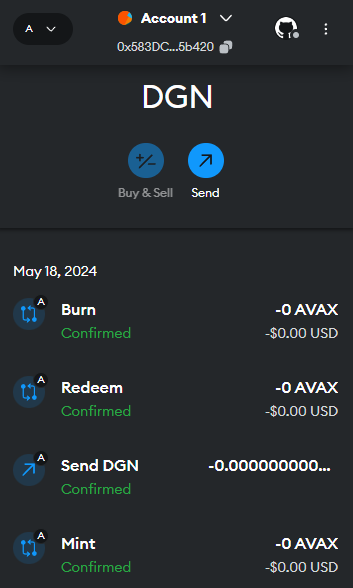 A
Account 1
0x583DC...5b420
DGN
Buy & Sell
Send
May 18, 2024
A
Burn
-0 AVAX
Confirmed
-$0.00 USD
A
Redeem
-0 AVAX
Confirmed
-$0.00 USD
A
Send DGN
-0.000000000...
Confirmed
A
Mint
-0 AVAX
Confirmed
-$0.00 USD